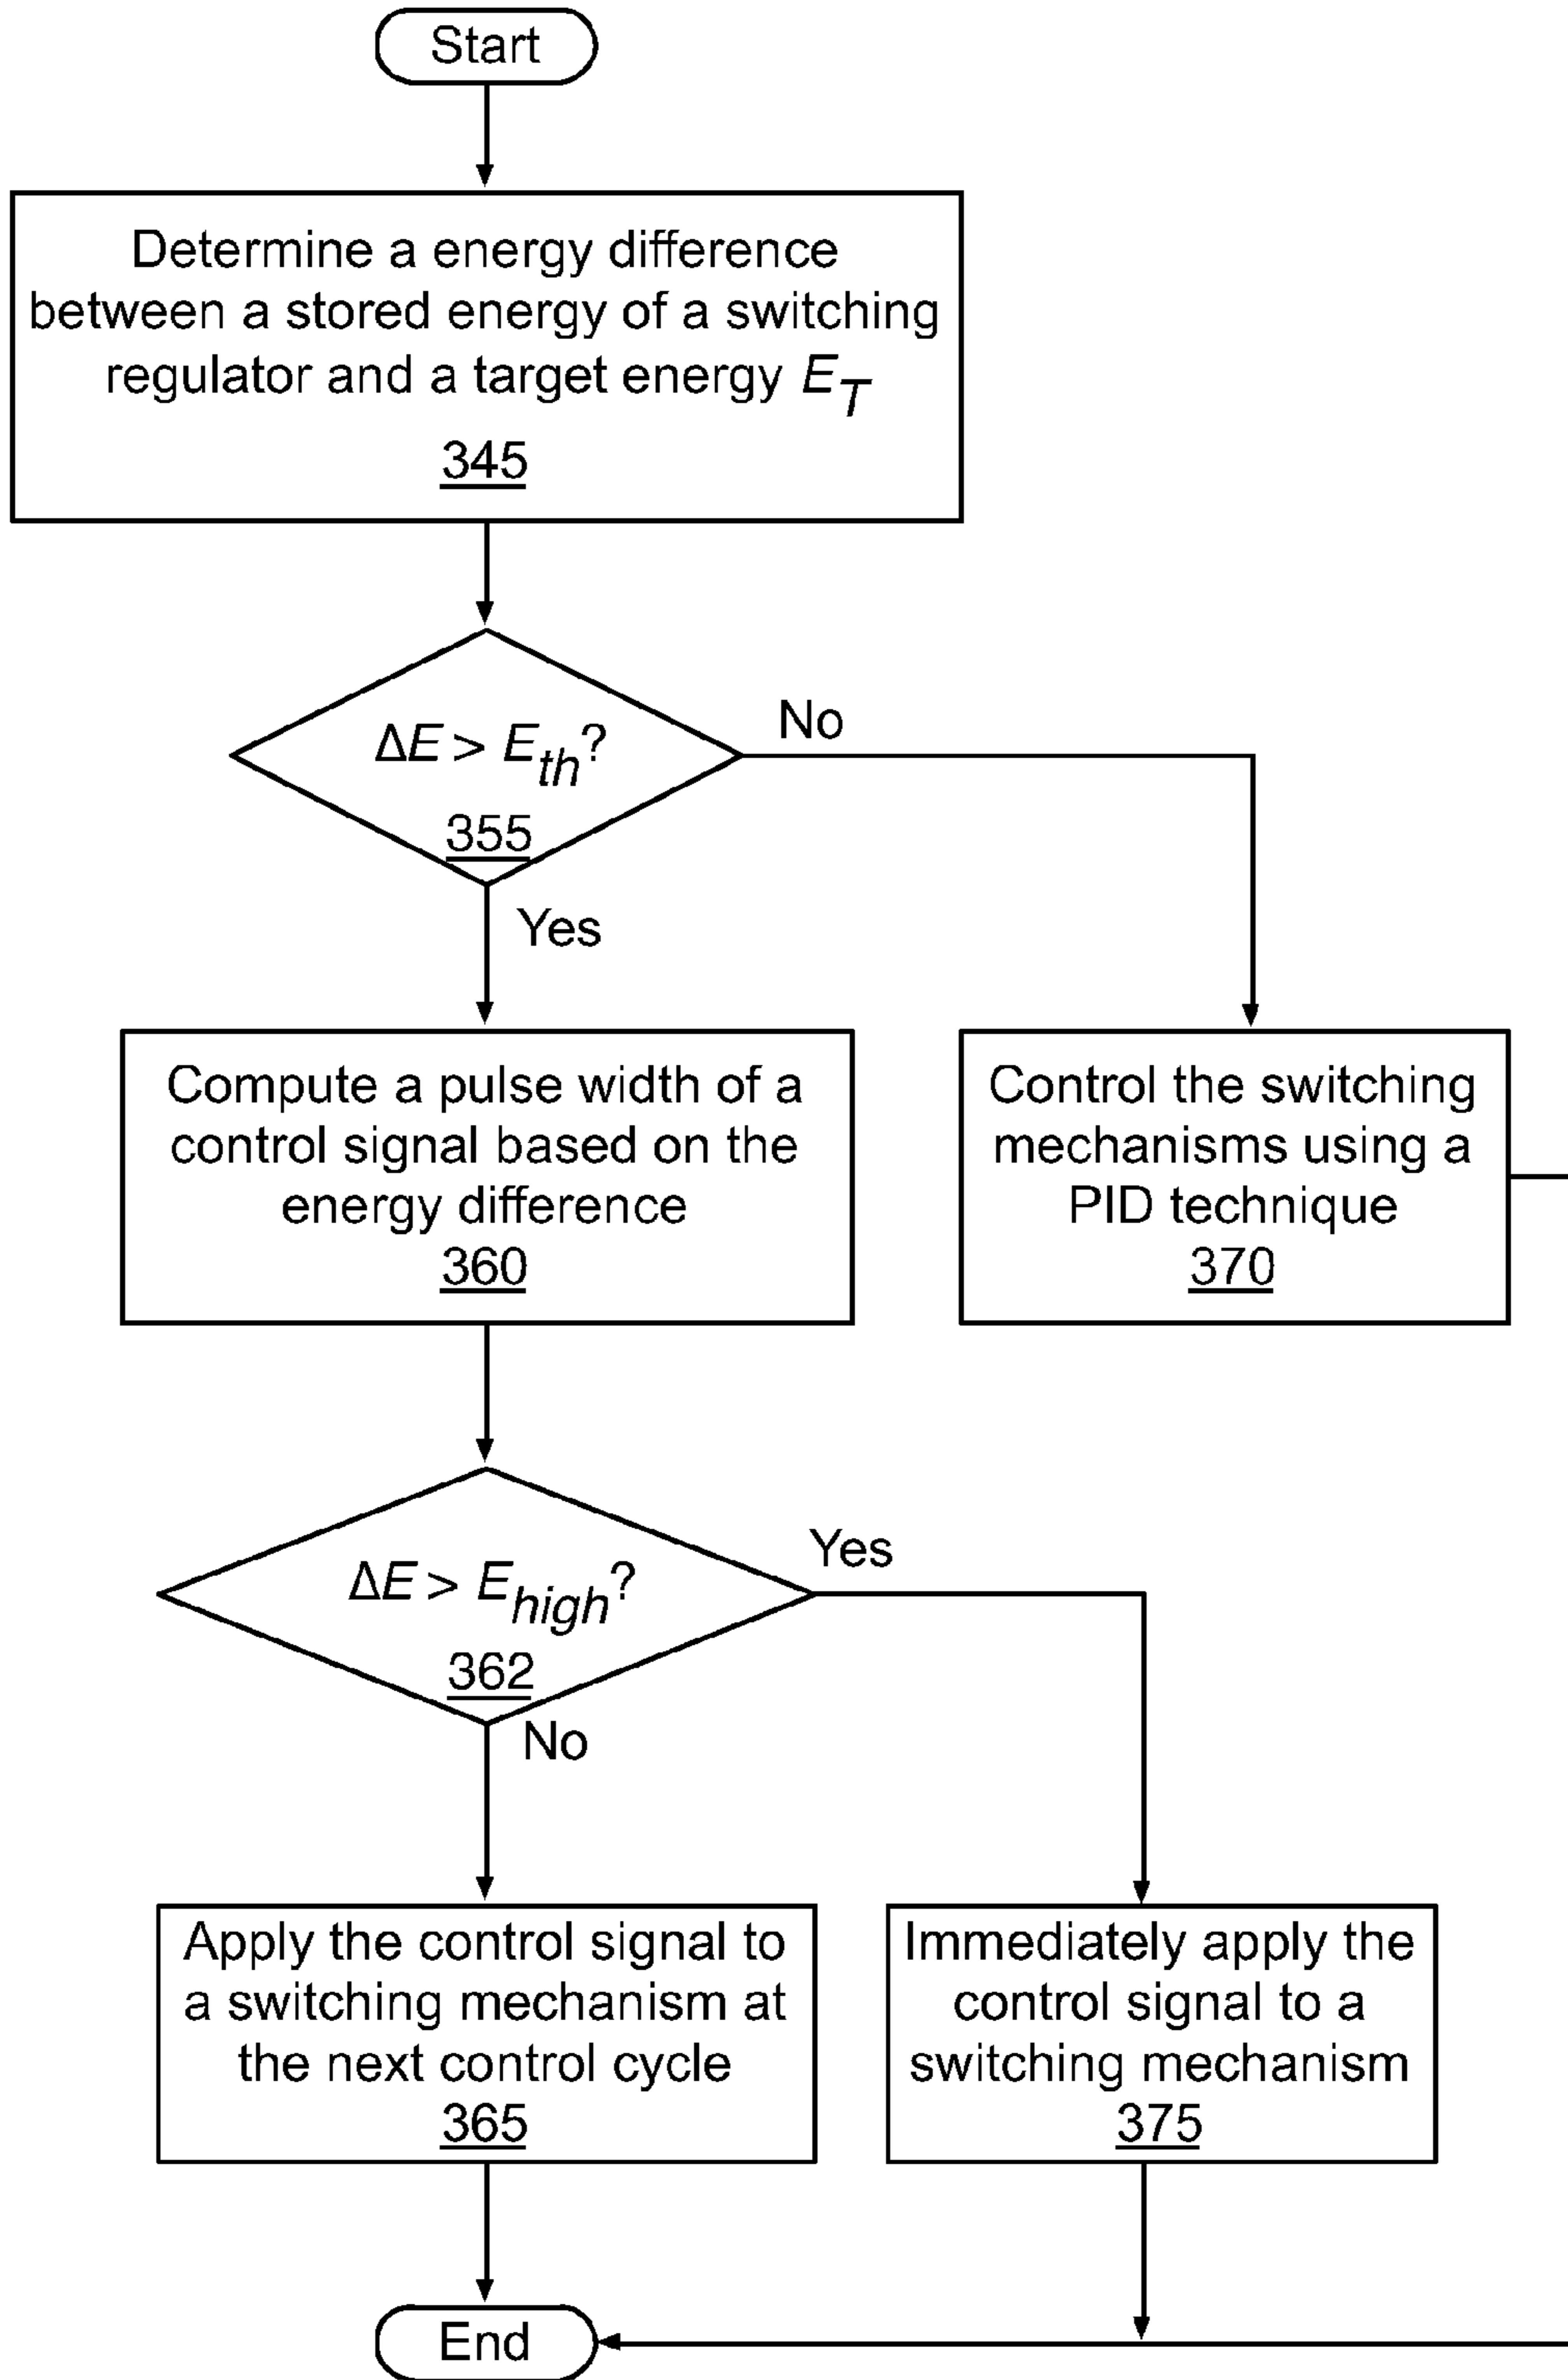 Start
Determine a energy difference
between a stored energy of a switching
regulator and a target energy E_T
345
ΔE > E_th?
355
No
Yes
Compute a pulse width of a
control signal based on the
energy difference
360
Control the switching
mechanisms using a
PID technique
370
ΔE > E_high?
362
Yes
No
Apply the control signal to
a switching mechanism at
the next control cycle
365
Immediately apply the
control signal to a
switching mechanism
375
End